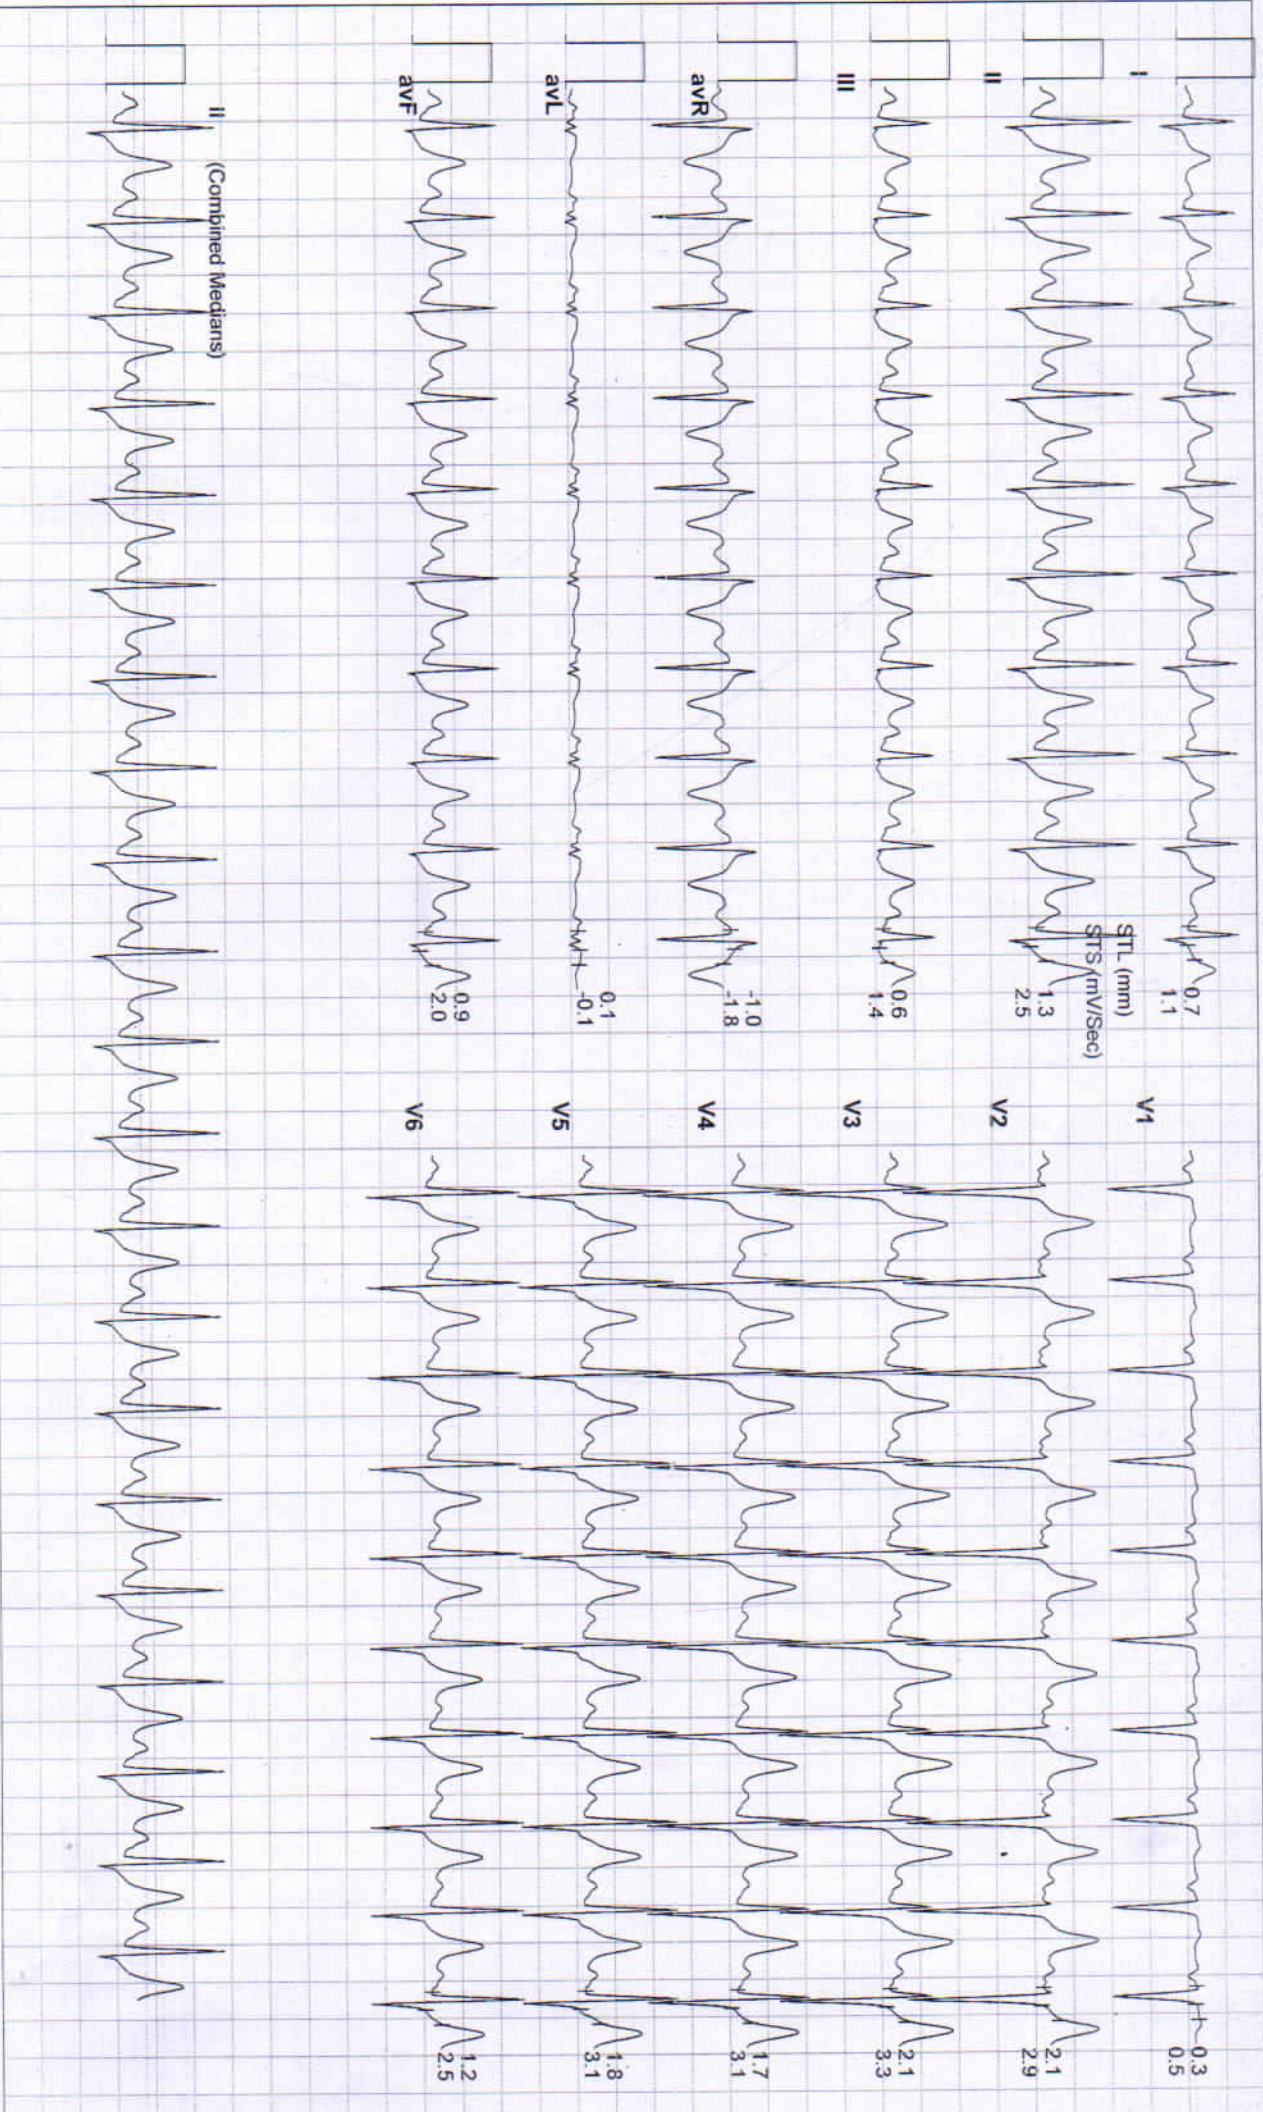 I
STL (mm)
STS (mV/Sec)
0.7
1.1
II
1.3
2.5
III
0.6
1.4
avR
-1.0
-1.8
avL
0.1
-0.1
avF
0.9
2.0
V1
0.3
0.5
V2
2.1
2.9
V3
2.1
3.3
V4
1.7
3.1
V5
1.8
3.1
V6
1.2
2.5
II (Combined Medians)